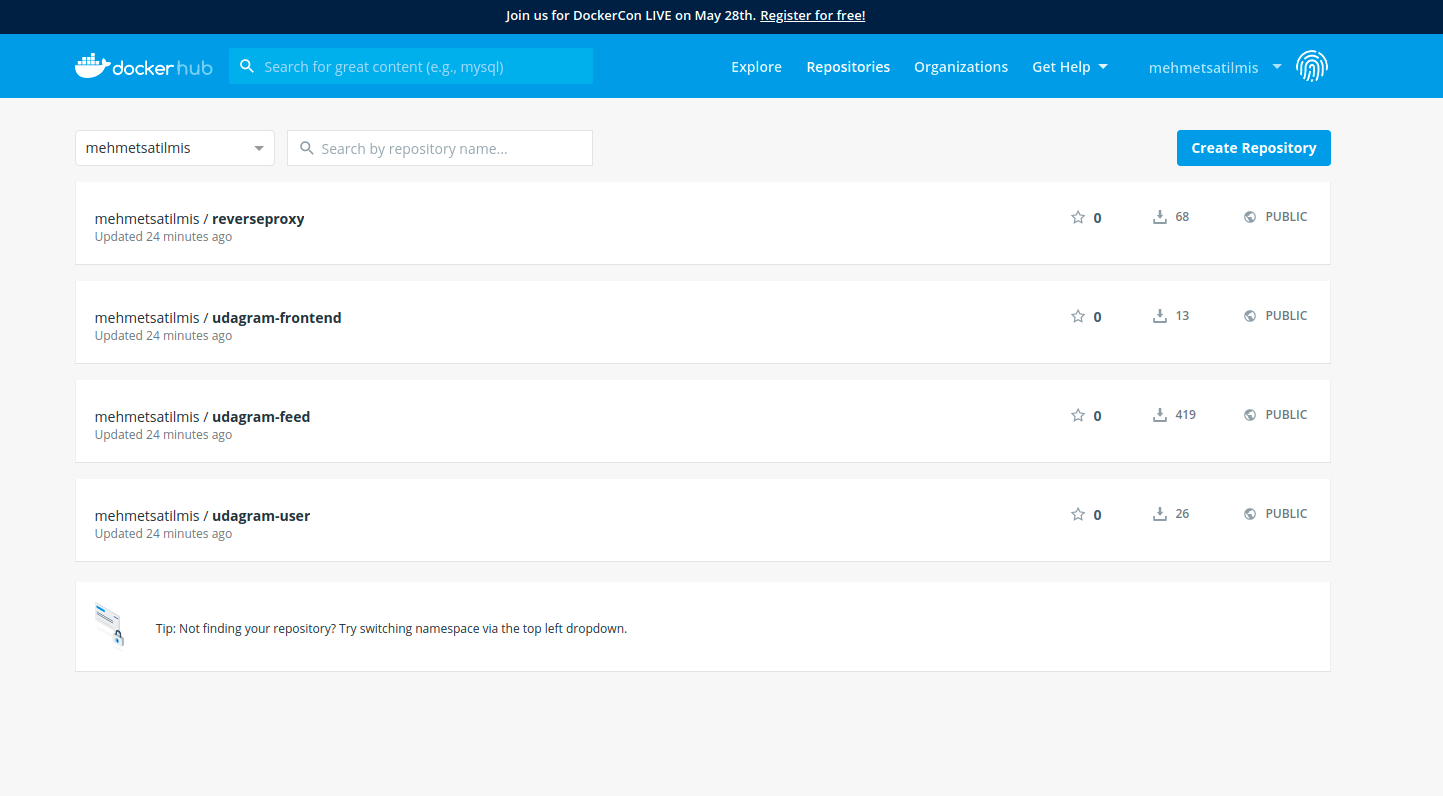 Join us for DockerCon LIVE on May 28th. Register for free!
docker hub
Search for great content (e.g., mysql)
Explore
Repositories
Organizations
Get Help
mehmetsatilmis
mehmetsatilmis
Search by repository name...
Create Repository
mehmetsatilmis / reverseproxy
0
68
PUBLIC
Updated 24 minutes ago
mehmetsatilmis / udagram-frontend
0
13
PUBLIC
Updated 24 minutes ago
mehmetsatilmis / udagram-feed
0
419
PUBLIC
Updated 24 minutes ago
mehmetsatilmis / udagram-user
0
26
PUBLIC
Updated 24 minutes ago
Tip: Not finding your repository? Try switching namespace via the top left dropdown.